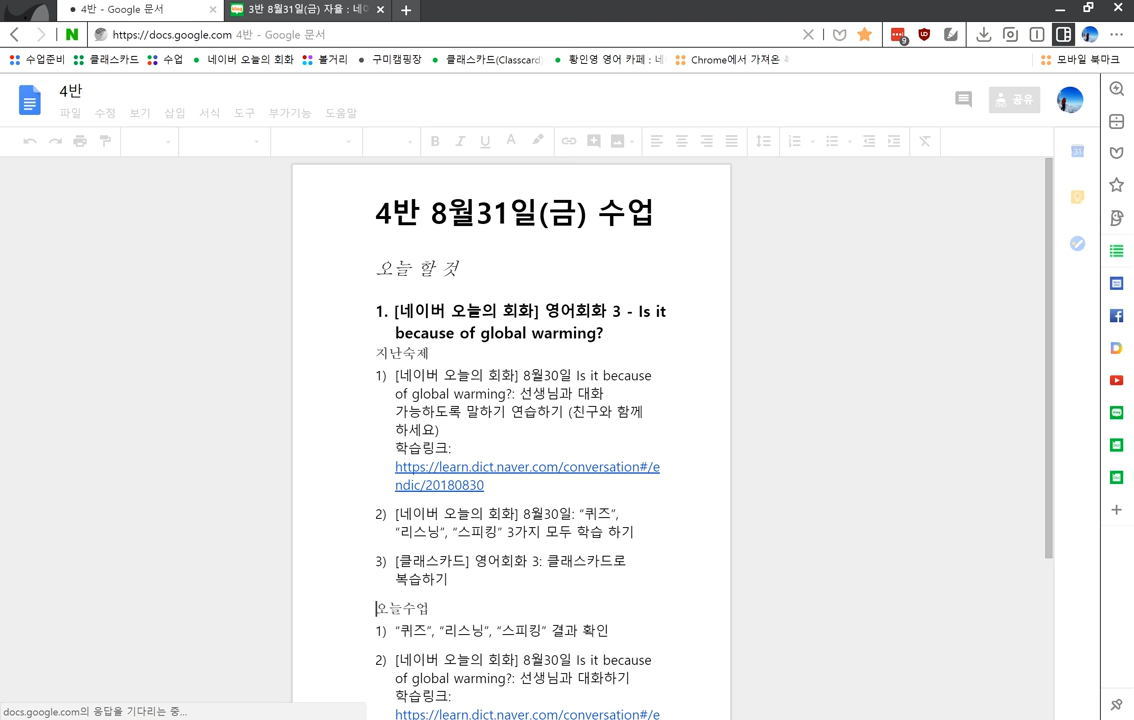 4반 - Google 문서
3반 8월31일(금) 자율 : 네이
https://docs.google.com 4반 - Google 문서
9
수업준비
클래스카드
수업
네이버 오늘의 회화
볼거리
구미캠핑장
클래스카드(Classcard)
황인영 영어 카페 : 네
Chrome에서 가져온
모바일 북마크
4반
공유
파일 수정 보기 삽입 서식 도구 부가기능 도움말
4반 8월31일(금) 수업
오늘 할 것
1. [네이버 오늘의 회화] 영어회화 3 - Is it
because of global warming?
지난숙제
1) [네이버 오늘의 회화] 8월30일 Is it because
of global warming?: 선생님과 대화
가능하도록 말하기 연습하기 (친구와 함께
하세요)
학습링크:
https://learn.dict.naver.com/conversation#/e
ndic/20180830
2) [네이버 오늘의 회화] 8월30일: “퀴즈”,
“리스닝”, “스피킹” 3가지 모두 학습 하기
3) [클래스카드] 영어회화 3: 클래스카드로
복습하기
오늘수업
1) “퀴즈”, “리스닝”, “스피킹” 결과 확인
2) [네이버 오늘의 회화] 8월30일 Is it because
of global warming?: 선생님과 대화하기
학습링크:
https://learn.dict.naver.com/conversation#/e
docs.google.com의 응답을 기다리는 중...